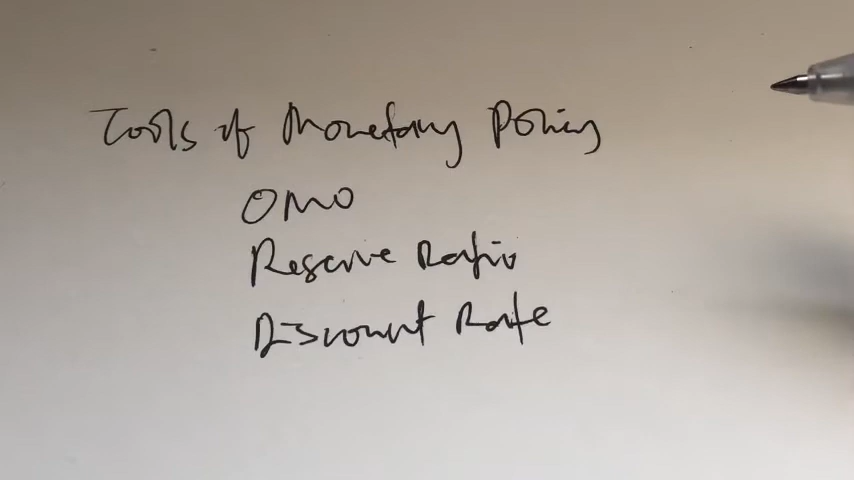 Tools of Monetary Policy
OMO
Reserve Ratio
Discount Rate